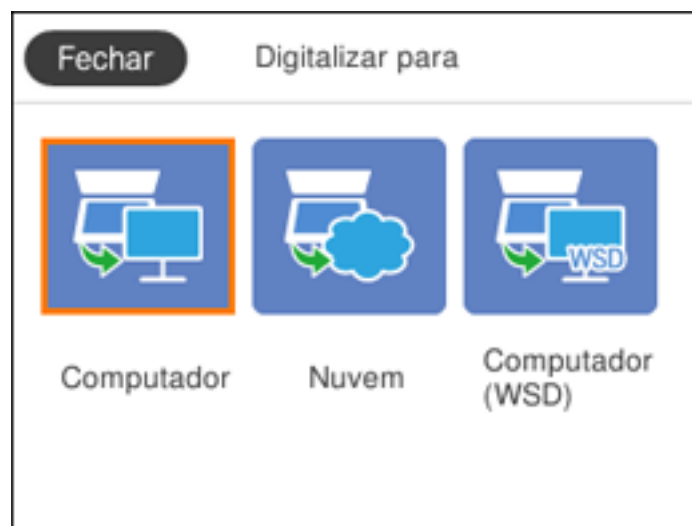 Fechar
Digitalizar para
WSD
Computador
Nuvem
Computador
(WSD)